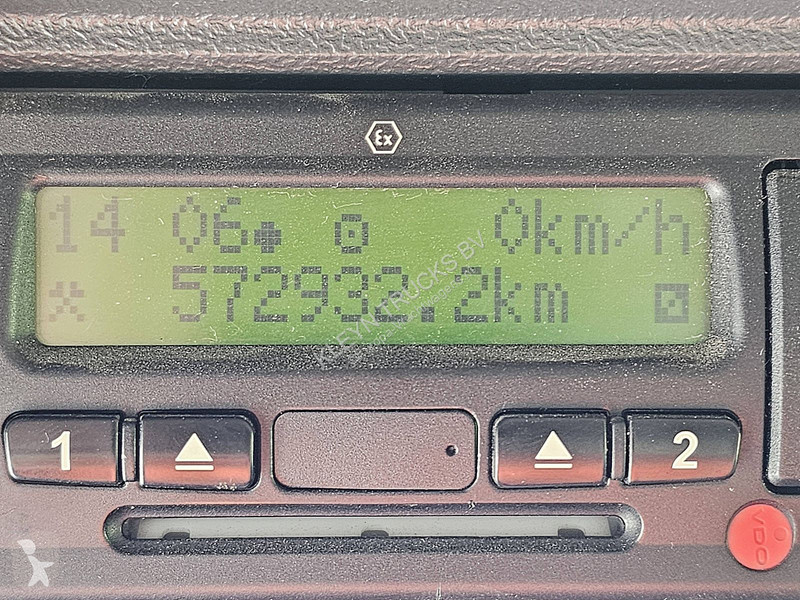 Ex
14 06 0km/h
572932.2km
1 2
VDO
KLEYN TRUCKS BV